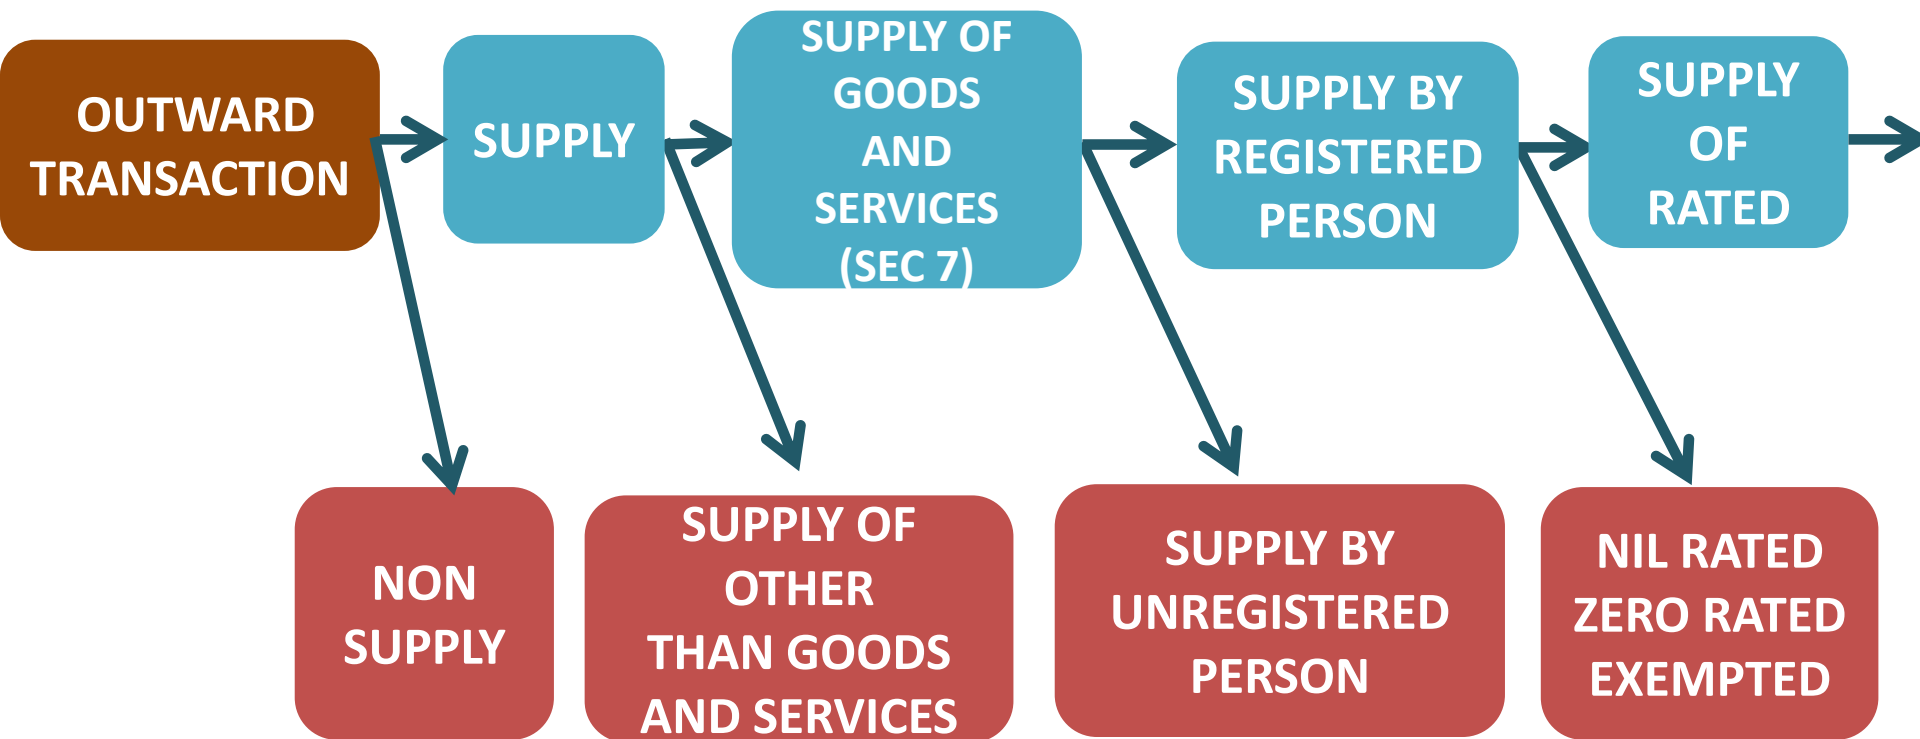 OUTWARD
TRANSACTION
SUPPLY
SUPPLY OF
GOODS
AND
SERVICES
(SEC 7)
SUPPLY BY
REGISTERED
PERSON
SUPPLY
OF
RATED
NON
SUPPLY
SUPPLY OF
OTHER
THAN GOODS
AND SERVICES
SUPPLY BY
UNREGISTERED
PERSON
NIL RATED
ZERO RATED
EXEMPTED